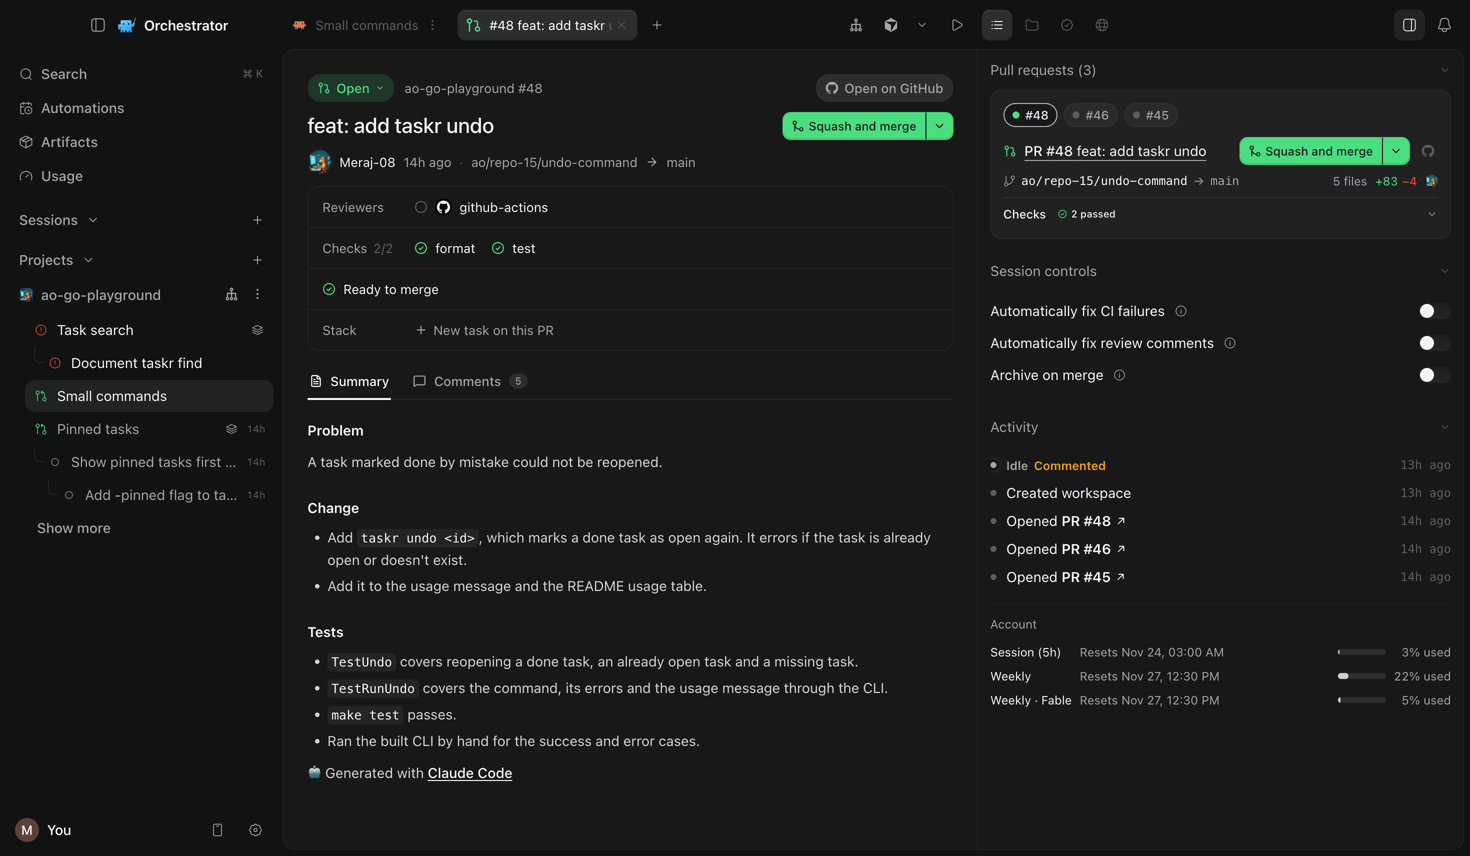 Orchestrator
Small commands
#48 feat: add taskr
Search
⌘ K
Automations
Artifacts
Usage
Sessions
Projects
ao-go-playground
Task search
Document taskr find
Small commands
Pinned tasks
14h
Show pinned tasks first ...
14h
Add -pinned flag to ta...
14h
Show more
M
You
Open
ao-go-playground #48
Open on GitHub
feat: add taskr undo
Squash and merge
Meraj-08 14h ago · ao/repo-15/undo-command → main
Reviewers
github-actions
Checks 2/2
format
test
Ready to merge
Stack
+ New task on this PR
Summary
Comments 5
Problem
A task marked done by mistake could not be reopened.
Change
• Add taskr undo <id>, which marks a done task as open again. It errors if the task is already
open or doesn't exist.
• Add it to the usage message and the README usage table.
Tests
• TestUndo covers reopening a done task, an already open task and a missing task.
• TestRunUndo covers the command, its errors and the usage message through the CLI.
• make test passes.
• Ran the built CLI by hand for the success and error cases.
🤖 Generated with Claude Code
Pull requests (3)
#48
#46
#45
PR #48 feat: add taskr undo
Squash and merge
ao/repo-15/undo-command → main
5 files +83 −4
Checks
2 passed
Session controls
Automatically fix CI failures
Automatically fix review comments
Archive on merge
Activity
Idle Commented
13h ago
Created workspace
13h ago
Opened PR #48 ↗
14h ago
Opened PR #46 ↗
14h ago
Opened PR #45 ↗
14h ago
Account
Session (5h) Resets Nov 24, 03:00 AM
3% used
Weekly Resets Nov 27, 12:30 PM
22% used
Weekly · Fable Resets Nov 27, 12:30 PM
5% used